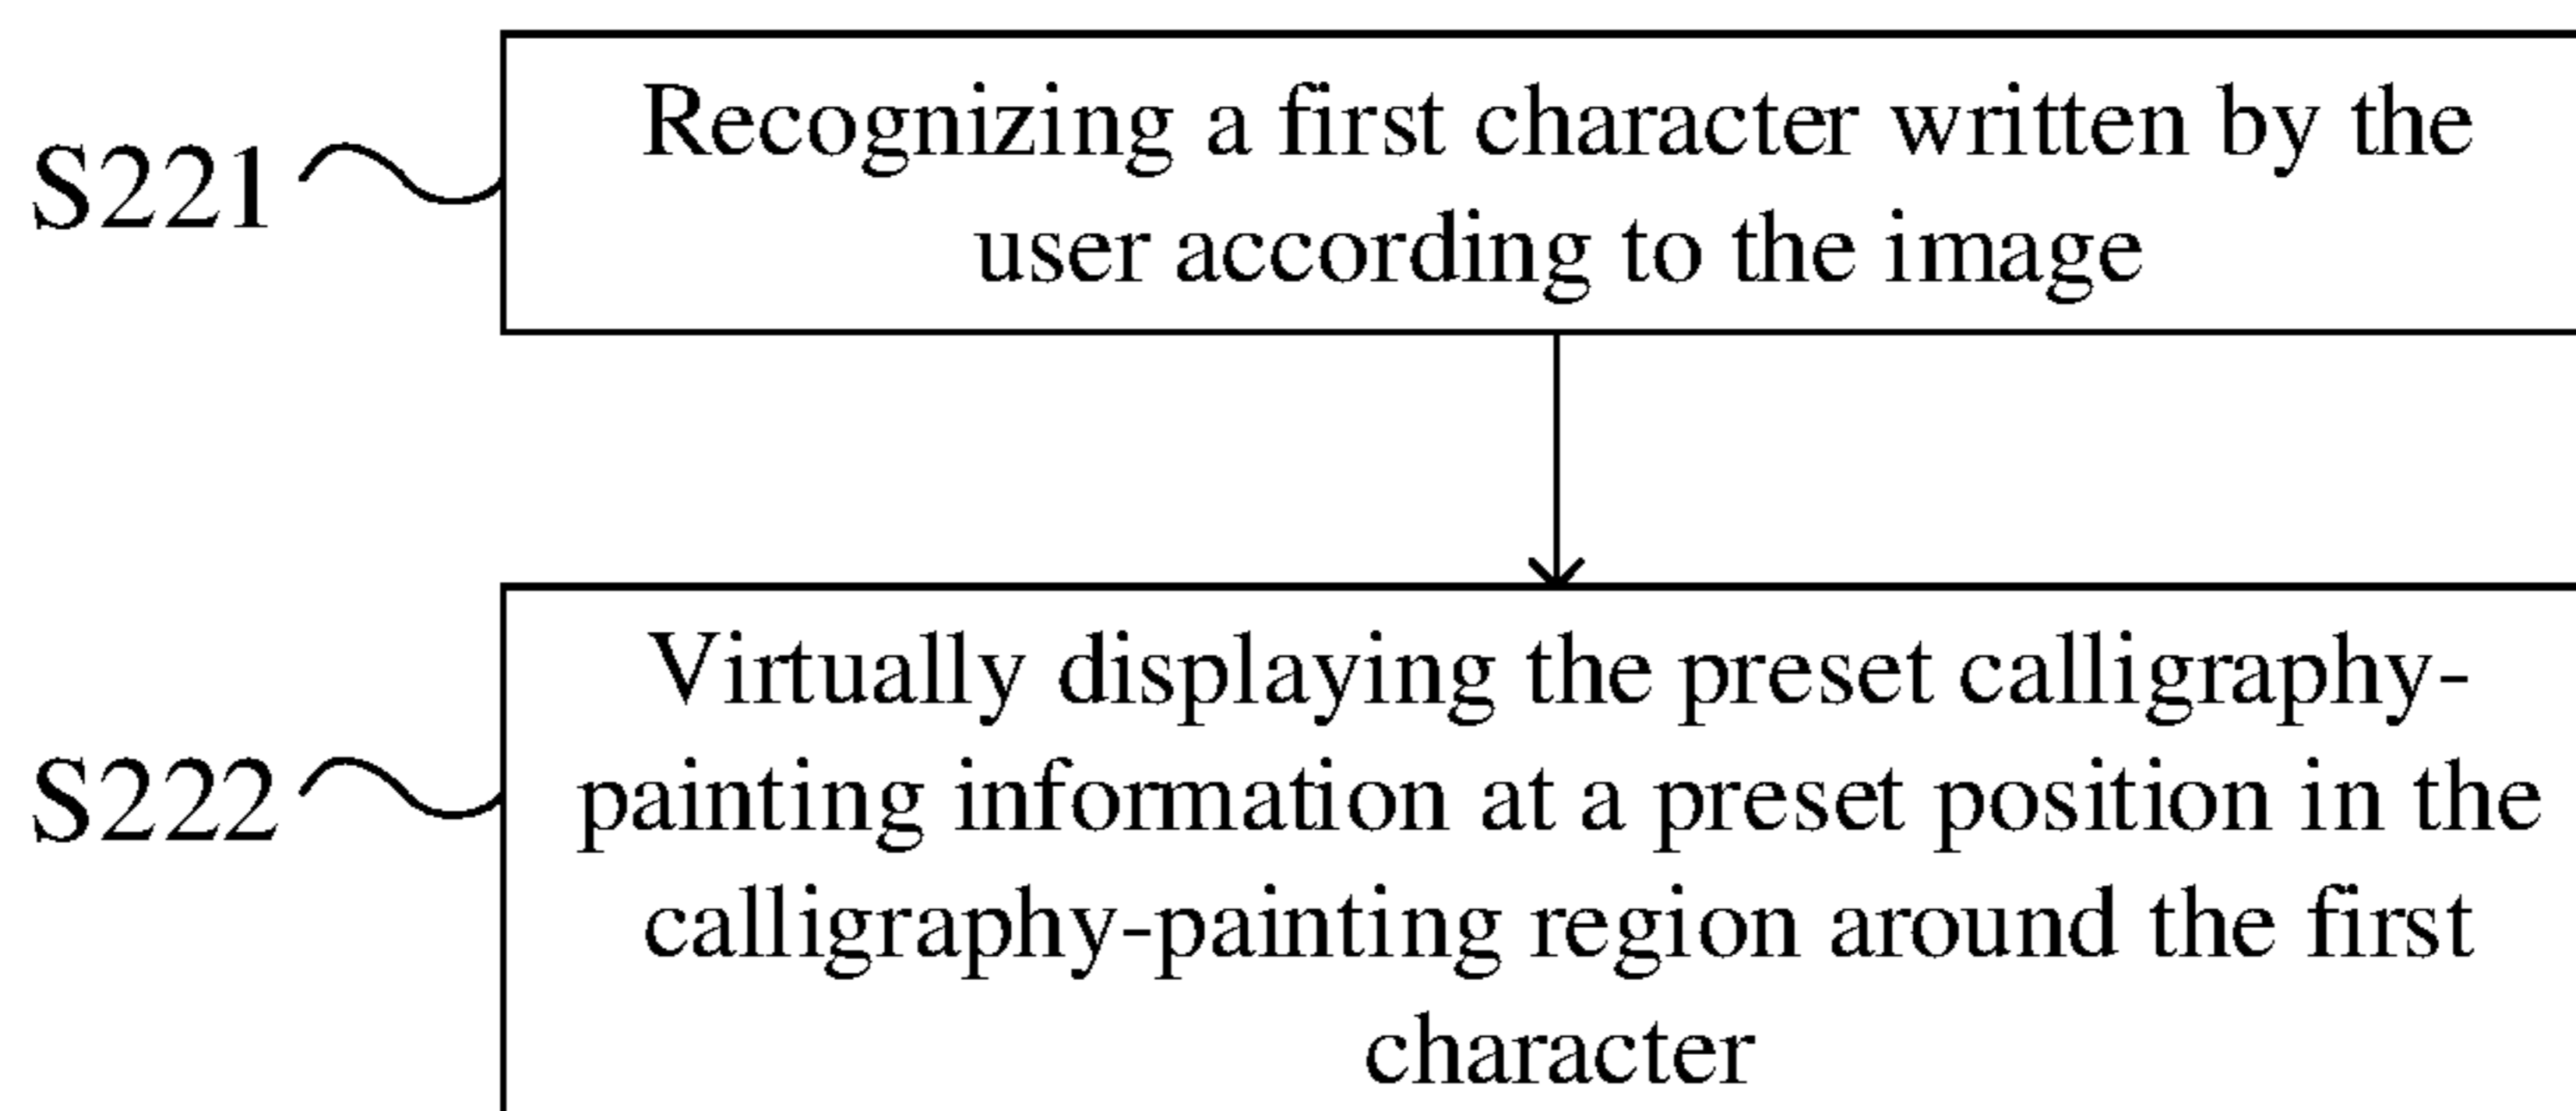 S221
Recognizing a first character written by the
user according to the image
S222
Virtually displaying the preset calligraphy-
painting information at a preset position in the
calligraphy-painting region around the first
character